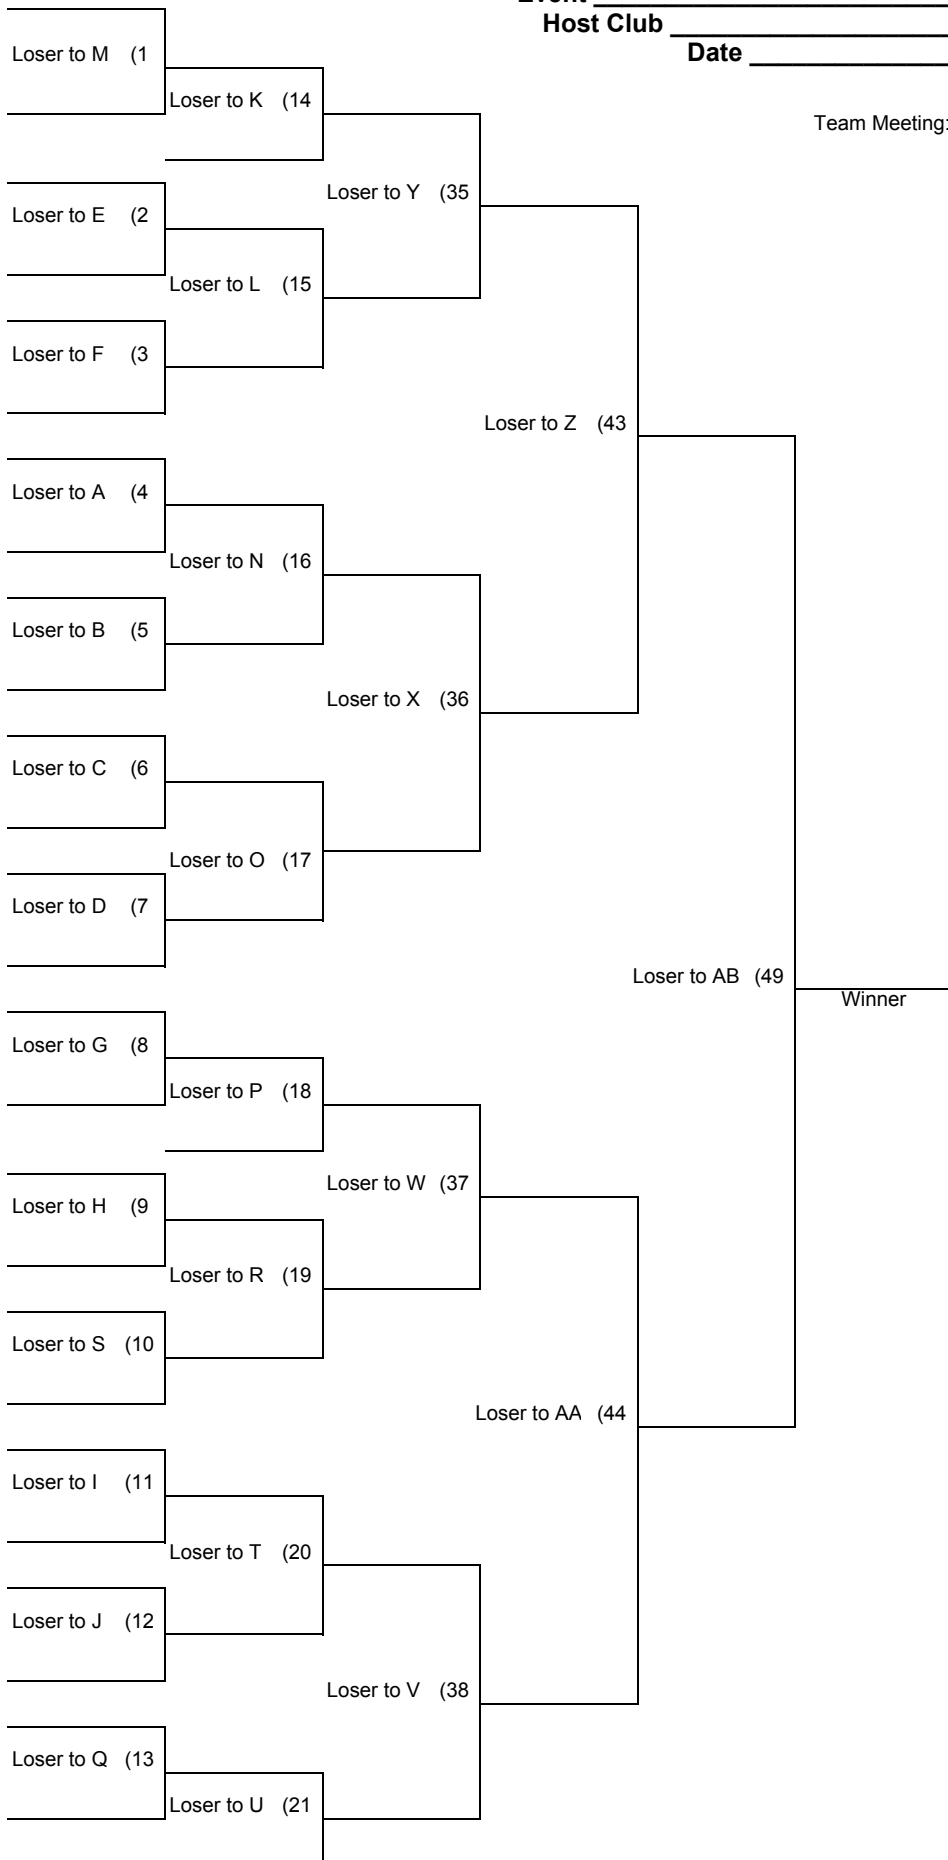 Event
Host Club
Date
Team Meeting:
Loser to M (1
Loser to K (14
Loser to Y (35
Loser to E (2
Loser to L (15
Loser to F (3
Loser to Z (43
Loser to A (4
Loser to N (16
Loser to B (5
Loser to X (36
Loser to C (6
Loser to O (17
Loser to D (7
Loser to AB (49
Winner
Loser to G (8
Loser to P (18
Loser to W (37
Loser to H (9
Loser to R (19
Loser to S (10
Loser to AA (44
Loser to I (11
Loser to T (20
Loser to J (12
Loser to V (38
Loser to Q (13
Loser to U (21